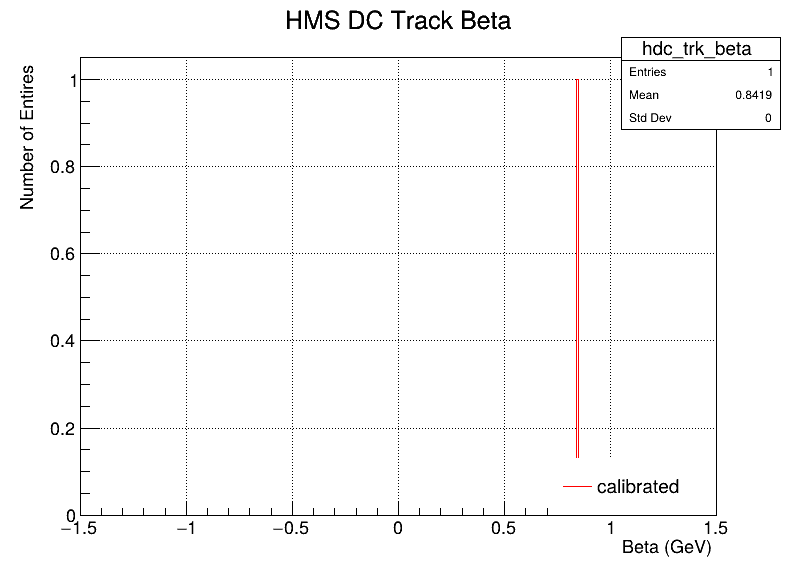 HMS DC Track Beta
hdc_trk_beta
Entries 1
Mean 0.8419
Std Dev 0
Number of Entires
1
0.8
0.6
0.4
0.2
0
−1.5 −1 −0.5 0 0.5 1 1.5
calibrated
Beta (GeV)